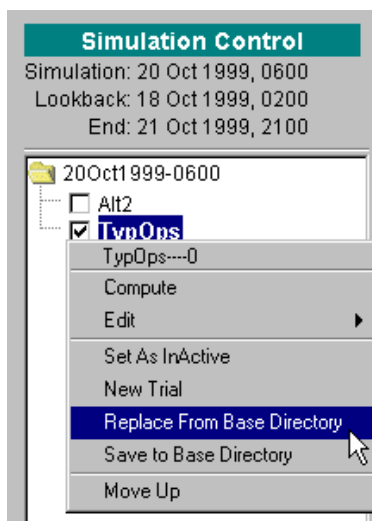 Simulation Control
Simulation: 20 Oct 1999, 0600
Lookback: 18 Oct 1999, 0200
End: 21 Oct 1999, 2100
20Oct1999-0600
Alt2
TypOps
TypOps----0
Compute
Edit
Set As InActive
New Trial
Replace From Base Directory
Save to Base Directory
Move Up